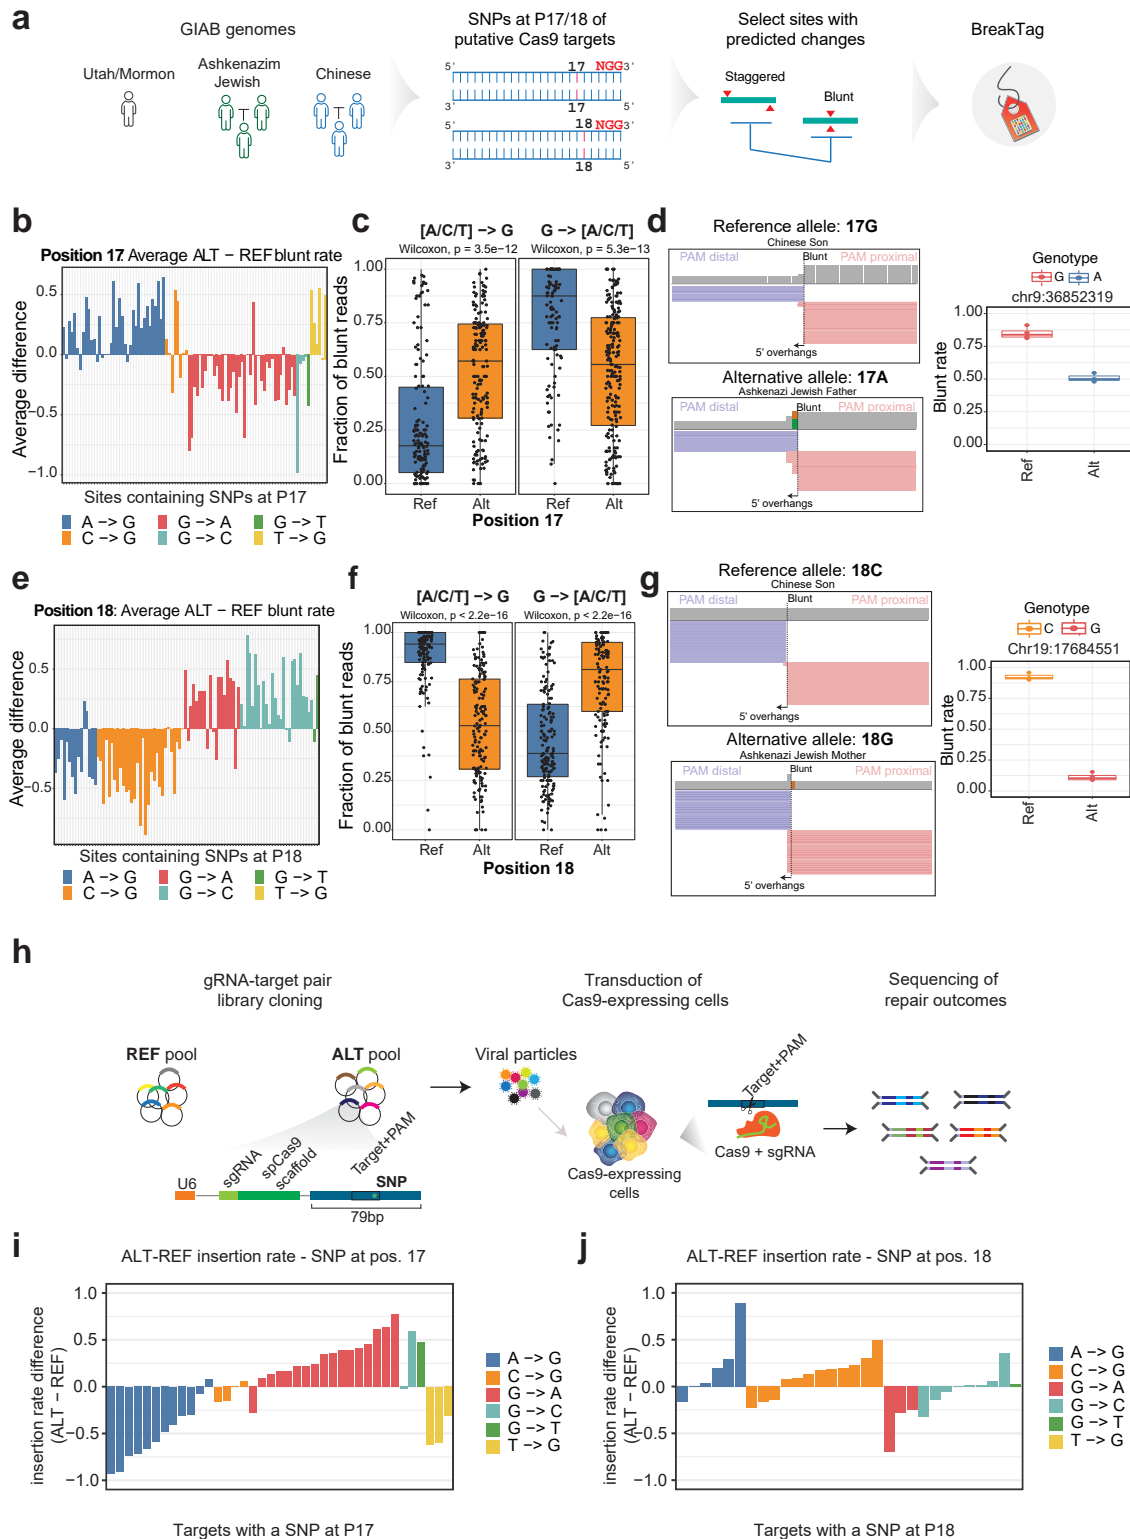 a
GIAB genomes
SNPs at P17/18 of
putative Cas9 targets
Select sites with
predicted changes
BreakTag
Utah/Mormon
Ashkenazim
Jewish
Chinese
5'
17
NGG
3'
3'
17
5'
5'
18
NGG
3'
3'
18
5'
Staggered
Blunt
b
Position 17. Average ALT − REF blunt rate
Average difference
0.5
0.0
−0.5
−1.0
Sites containing SNPs at P17
A −> G
G −> A
G −> T
C −> G
G −> C
T −> G
c
[A/C/T] −> G
G −> [A/C/T]
Wilcoxon, p = 3.5e−12
Wilcoxon, p = 5.3e−13
Fraction of blunt reads
1.00
0.75
0.50
0.25
0.00
Ref
Alt
Ref
Alt
Position 17
d
Reference allele: 17G
Chinese Son
PAM distal
Blunt
PAM proximal
5' overhangs
Alternative allele: 17A
Ashkenazi Jewish Father
PAM distal
Blunt
PAM proximal
5' overhangs
Genotype
G
A
chr9:36852319
Blunt rate
1.00
0.75
0.50
0.25
0.00
Ref
Alt
e
Position 18: Average ALT − REF blunt rate
Average difference
0.5
0.0
−0.5
Sites containing SNPs at P18
A −> G
G −> A
G −> T
C −> G
G −> C
T −> G
f
[A/C/T] −> G
G −> [A/C/T]
Wilcoxon, p < 2.2e−16
Wilcoxon, p < 2.2e−16
Fraction of blunt reads
1.00
0.75
0.50
0.25
0.00
Ref
Alt
Ref
Alt
Position 18
g
Reference allele: 18C
Chinese Son
PAM distal
Blunt
PAM proximal
5' overhangs
Alternative allele: 18G
Ashkenazi Jewish Mother
PAM distal
Blunt
PAM proximal
5' overhangs
Genotype
C
G
Chr19:17684551
Blunt rate
1.00
0.75
0.50
0.25
0.00
Ref
Alt
h
gRNA-target pair
library cloning
Transduction of
Cas9-expressing cells
Sequencing of
repair outcomes
REF pool
ALT pool
Viral particles
Target+PAM
Cas9 + sgRNA
Cas9-expressing
cells
U6
sgRNA
spCas9
scaffold
Target+PAM
SNP
79bp
i
ALT-REF insertion rate - SNP at pos. 17
insertion rate difference
(ALT − REF)
1.0
0.5
0.0
−0.5
−1.0
A −> G
C −> G
G −> A
G −> C
G −> T
T −> G
Targets with a SNP at P17
j
ALT-REF insertion rate - SNP at pos. 18
insertion rate difference
(ALT − REF)
1.0
0.5
0.0
−0.5
−1.0
A −> G
C −> G
G −> A
G −> C
G −> T
T −> G
Targets with a SNP at P18